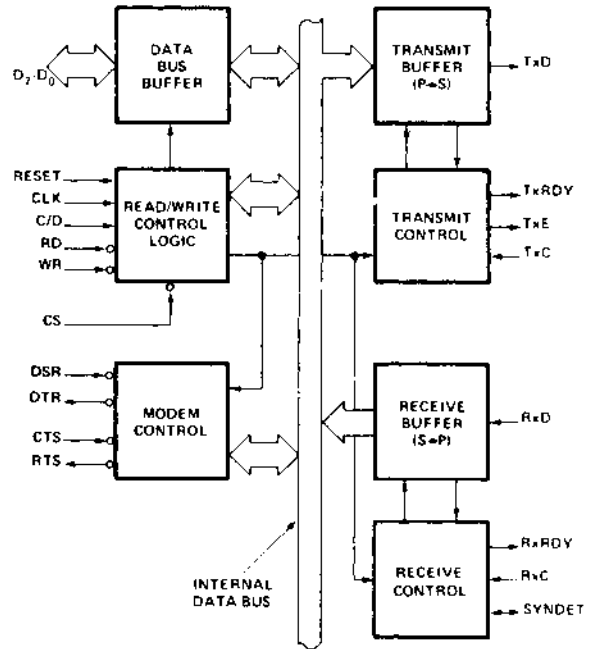 D7-D0
DATA
BUS
BUFFER
TRANSMIT
BUFFER
(P→S)
TxD
RESET
CLK
C/D
RD
WR
CS
READ/WRITE
CONTROL
LOGIC
TRANSMIT
CONTROL
TxRDY
TxE
TxC
DSR
DTR
CTS
RTS
MODEM
CONTROL
RECEIVE
BUFFER
(S→P)
RxD
INTERNAL
DATA BUS
RECEIVE
CONTROL
RxRDY
RxC
SYNDET